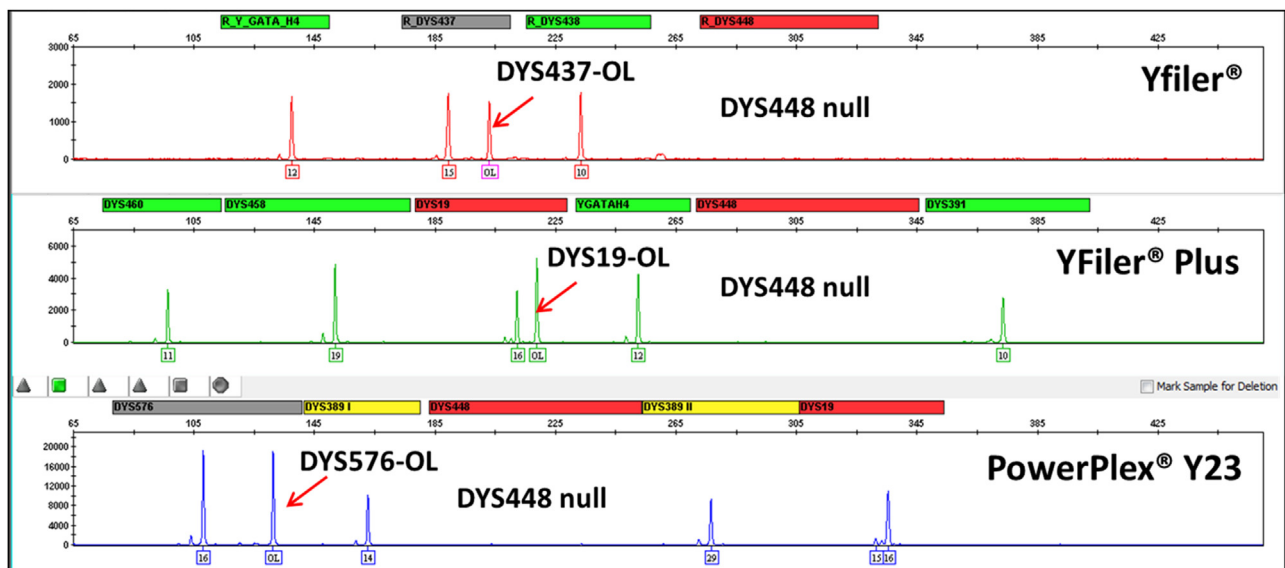 R_Y_GATA_H4 R_DYS437 R_DYS438 R_DYS448
65 105 145 185 225 265 305 345 385 425
3000
2000
1000
0
DYS437-OL
DYS448 null
Yfiler®
12 15 OL 10
DYS460 DYS458 DYS19 YGATAH4 DYS448 DYS391
65 105 145 185 225 265 305 345 385 425
6000
4000
2000
0
DYS19-OL
DYS448 null
YFiler® Plus
11 19 16 OL 12 10
Mark Sample for Deletion
DYS576 DYS389 I DYS448 DYS389 II DYS19
65 105 145 185 225 265 305 345 385 425
20000
16000
12000
8000
4000
0
DYS576-OL
DYS448 null
PowerPlex® Y23
16 OL 14 29 15 16